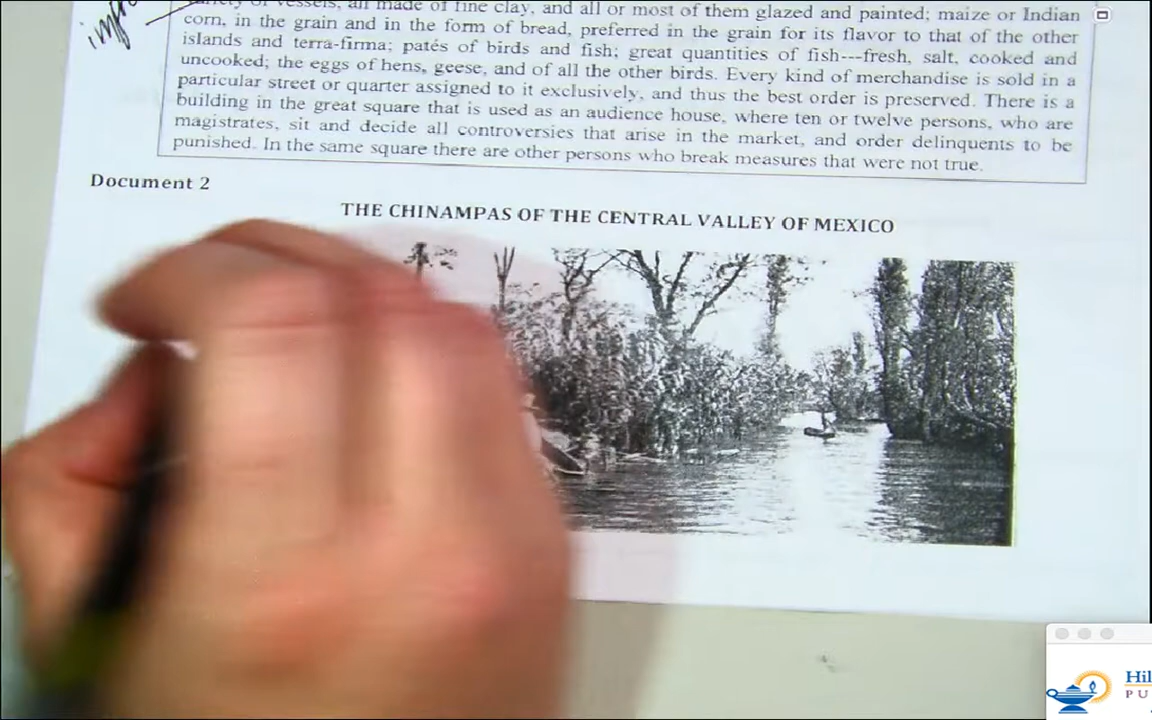 variety of vessels, all made of fine clay, and all or most of them glazed and painted; maize or Indian
corn, in the grain and in the form of bread, preferred in the grain for its flavor to that of the other
islands and terra-firma; patés of birds and fish; great quantities of fish---fresh, salt, cooked and
uncooked; the eggs of hens, geese, and of all the other birds. Every kind of merchandise is sold in a
particular street or quarter assigned to it exclusively, and thus the best order is preserved. There is a
building in the great square that is used as an audience house, where ten or twelve persons, who are
magistrates, sit and decide all controversies that arise in the market, and order delinquents to be
punished. In the same square there are other persons who break measures that were not true.
Document 2
THE CHINAMPAS OF THE CENTRAL VALLEY OF MEXICO
Hil
PU